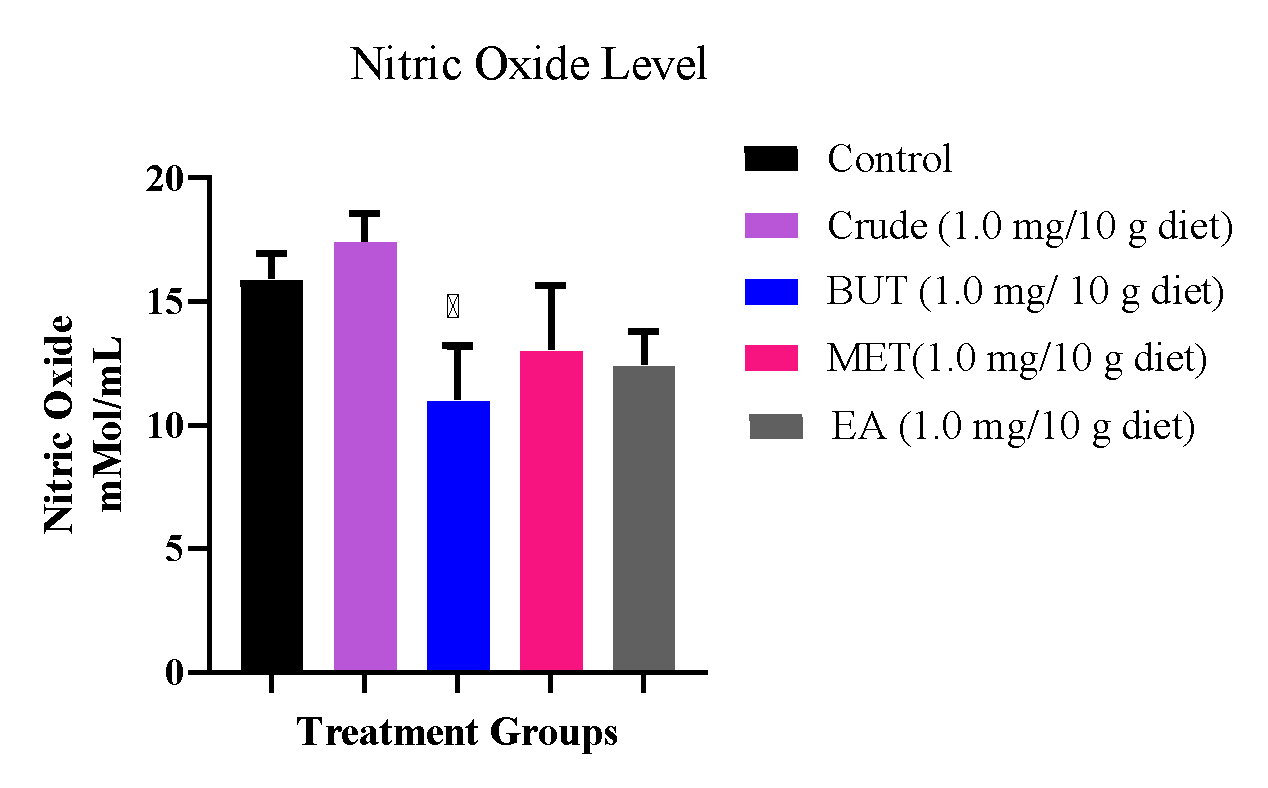 Nitric Oxide Level
20
15
10
5
0
Nitric Oxide
mMol/mL
Treatment Groups
Control
Crude (1.0 mg/10 g diet)
BUT (1.0 mg/ 10 g diet)
MET(1.0 mg/10 g diet)
EA (1.0 mg/10 g diet)